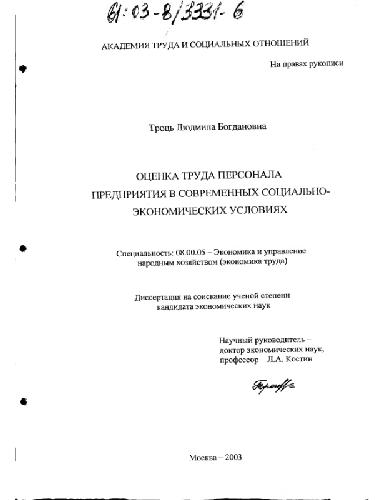 61:03-8/3331-6
АКАДЕМИЯ ТРУДА И СОЦИАЛЬНЫХ ОТНОШЕНИЙ
На правах рукописи
Троць Людмила Богдановна
ОЦЕНКА ТРУДА ПЕРСОНАЛА
ПРЕДПРИЯТИЯ В СОВРЕМЕННЫХ СОЦИАЛЬНО-
ЭКОНОМИЧЕСКИХ УСЛОВИЯХ
Специальность: 08.00.05 – Экономика и управление
народным хозяйством (экономика труда)
Диссертация на соискание ученой степени
кандидата экономических наук
Научный руководитель –
доктор экономических наук,
профессор – Л.А. Костин
Москва – 2003